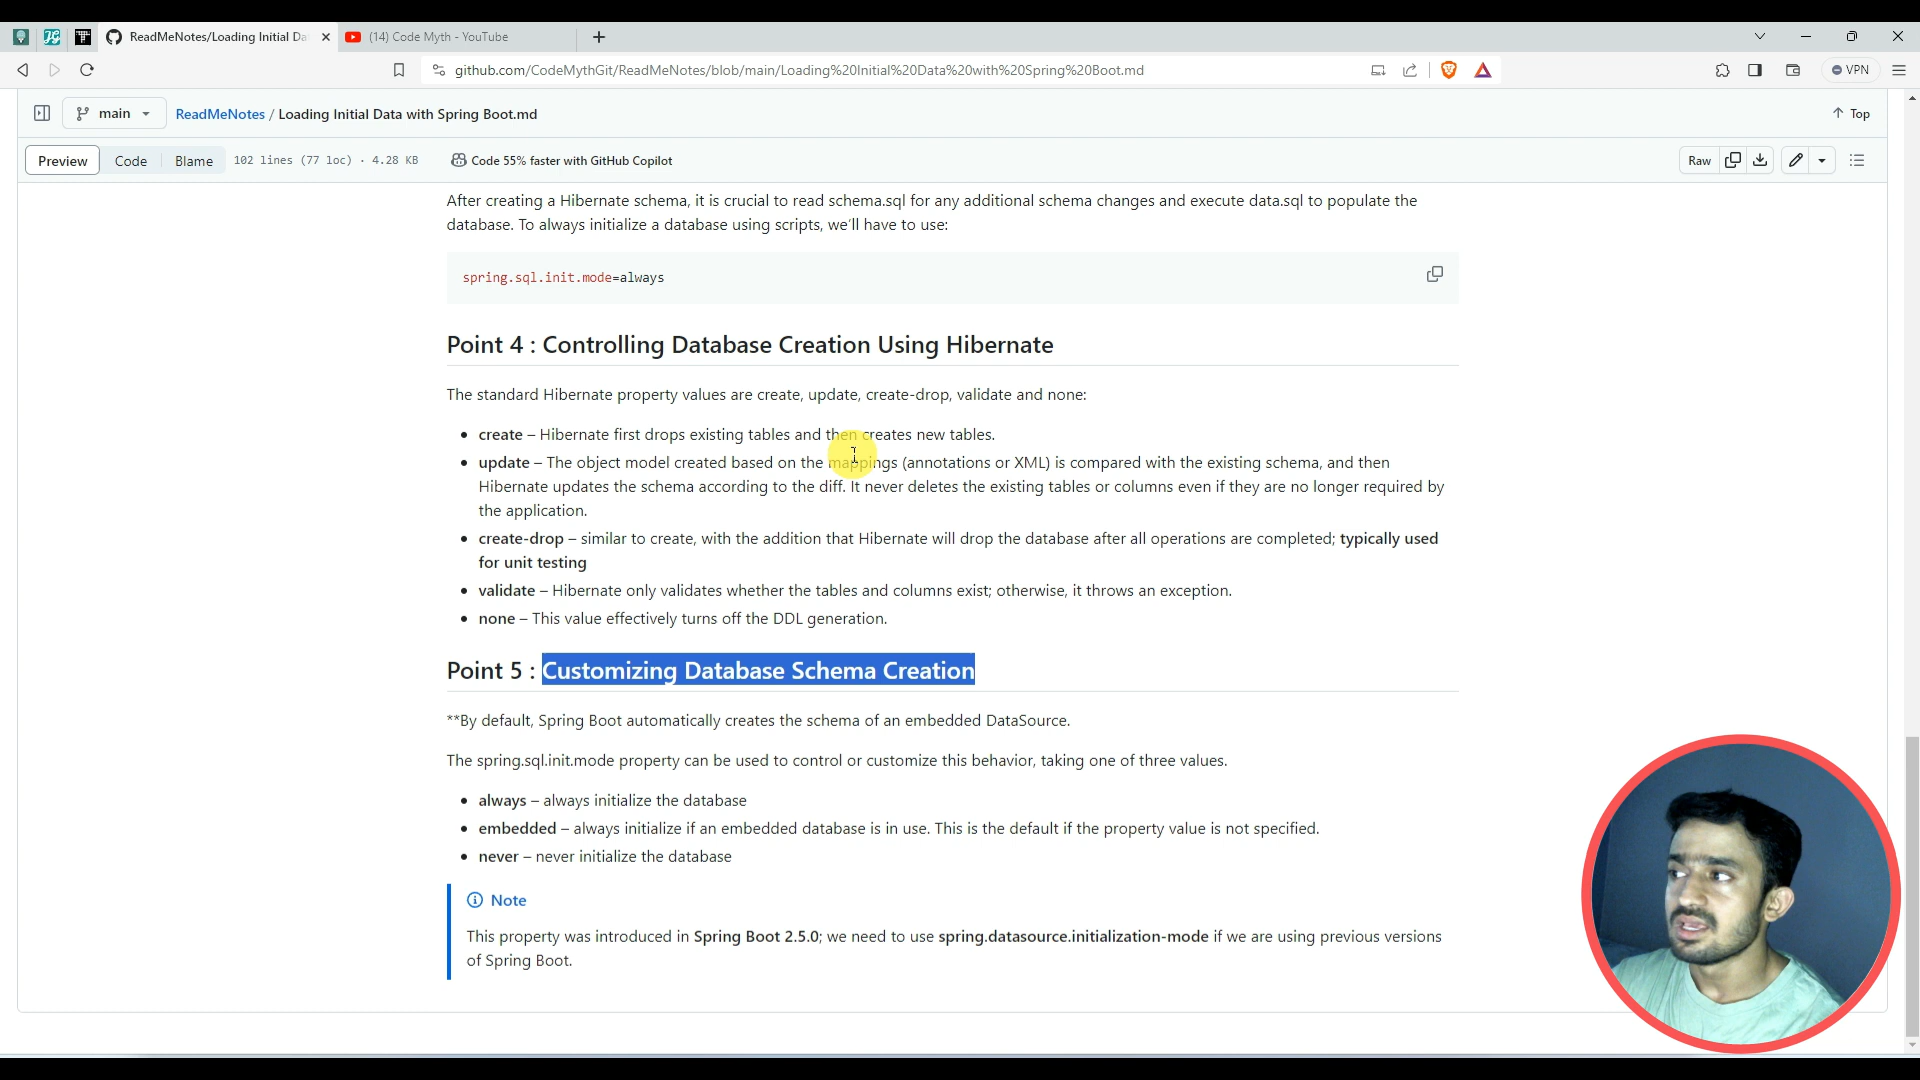 ReadMeNotes/Loading Initial Da
(14) Code Myth - YouTube
github.com/CodeMythGit/ReadMeNotes/blob/main/Loading%20Initial%20Data%20with%20Spring%20Boot.md
VPN
main
ReadMeNotes / Loading Initial Data with Spring Boot.md
Top
Preview
Code
Blame
102 lines (77 loc) · 4.28 KB
Code 55% faster with GitHub Copilot
Raw
After creating a Hibernate schema, it is crucial to read schema.sql for any additional schema changes and execute data.sql to populate the
database. To always initialize a database using scripts, we'll have to use:
spring.sql.init.mode=always
Point 4 : Controlling Database Creation Using Hibernate
The standard Hibernate property values are create, update, create-drop, validate and none:
• create – Hibernate first drops existing tables and then creates new tables.
• update – The object model created based on the mappings (annotations or XML) is compared with the existing schema, and then
Hibernate updates the schema according to the diff. It never deletes the existing tables or columns even if they are no longer required by
the application.
• create-drop – similar to create, with the addition that Hibernate will drop the database after all operations are completed; typically used
for unit testing
• validate – Hibernate only validates whether the tables and columns exist; otherwise, it throws an exception.
• none – This value effectively turns off the DDL generation.
Point 5 : Customizing Database Schema Creation
**By default, Spring Boot automatically creates the schema of an embedded DataSource.
The spring.sql.init.mode property can be used to control or customize this behavior, taking one of three values.
• always – always initialize the database
• embedded – always initialize if an embedded database is in use. This is the default if the property value is not specified.
• never – never initialize the database
Note
This property was introduced in Spring Boot 2.5.0; we need to use spring.datasource.initialization-mode if we are using previous versions
of Spring Boot.